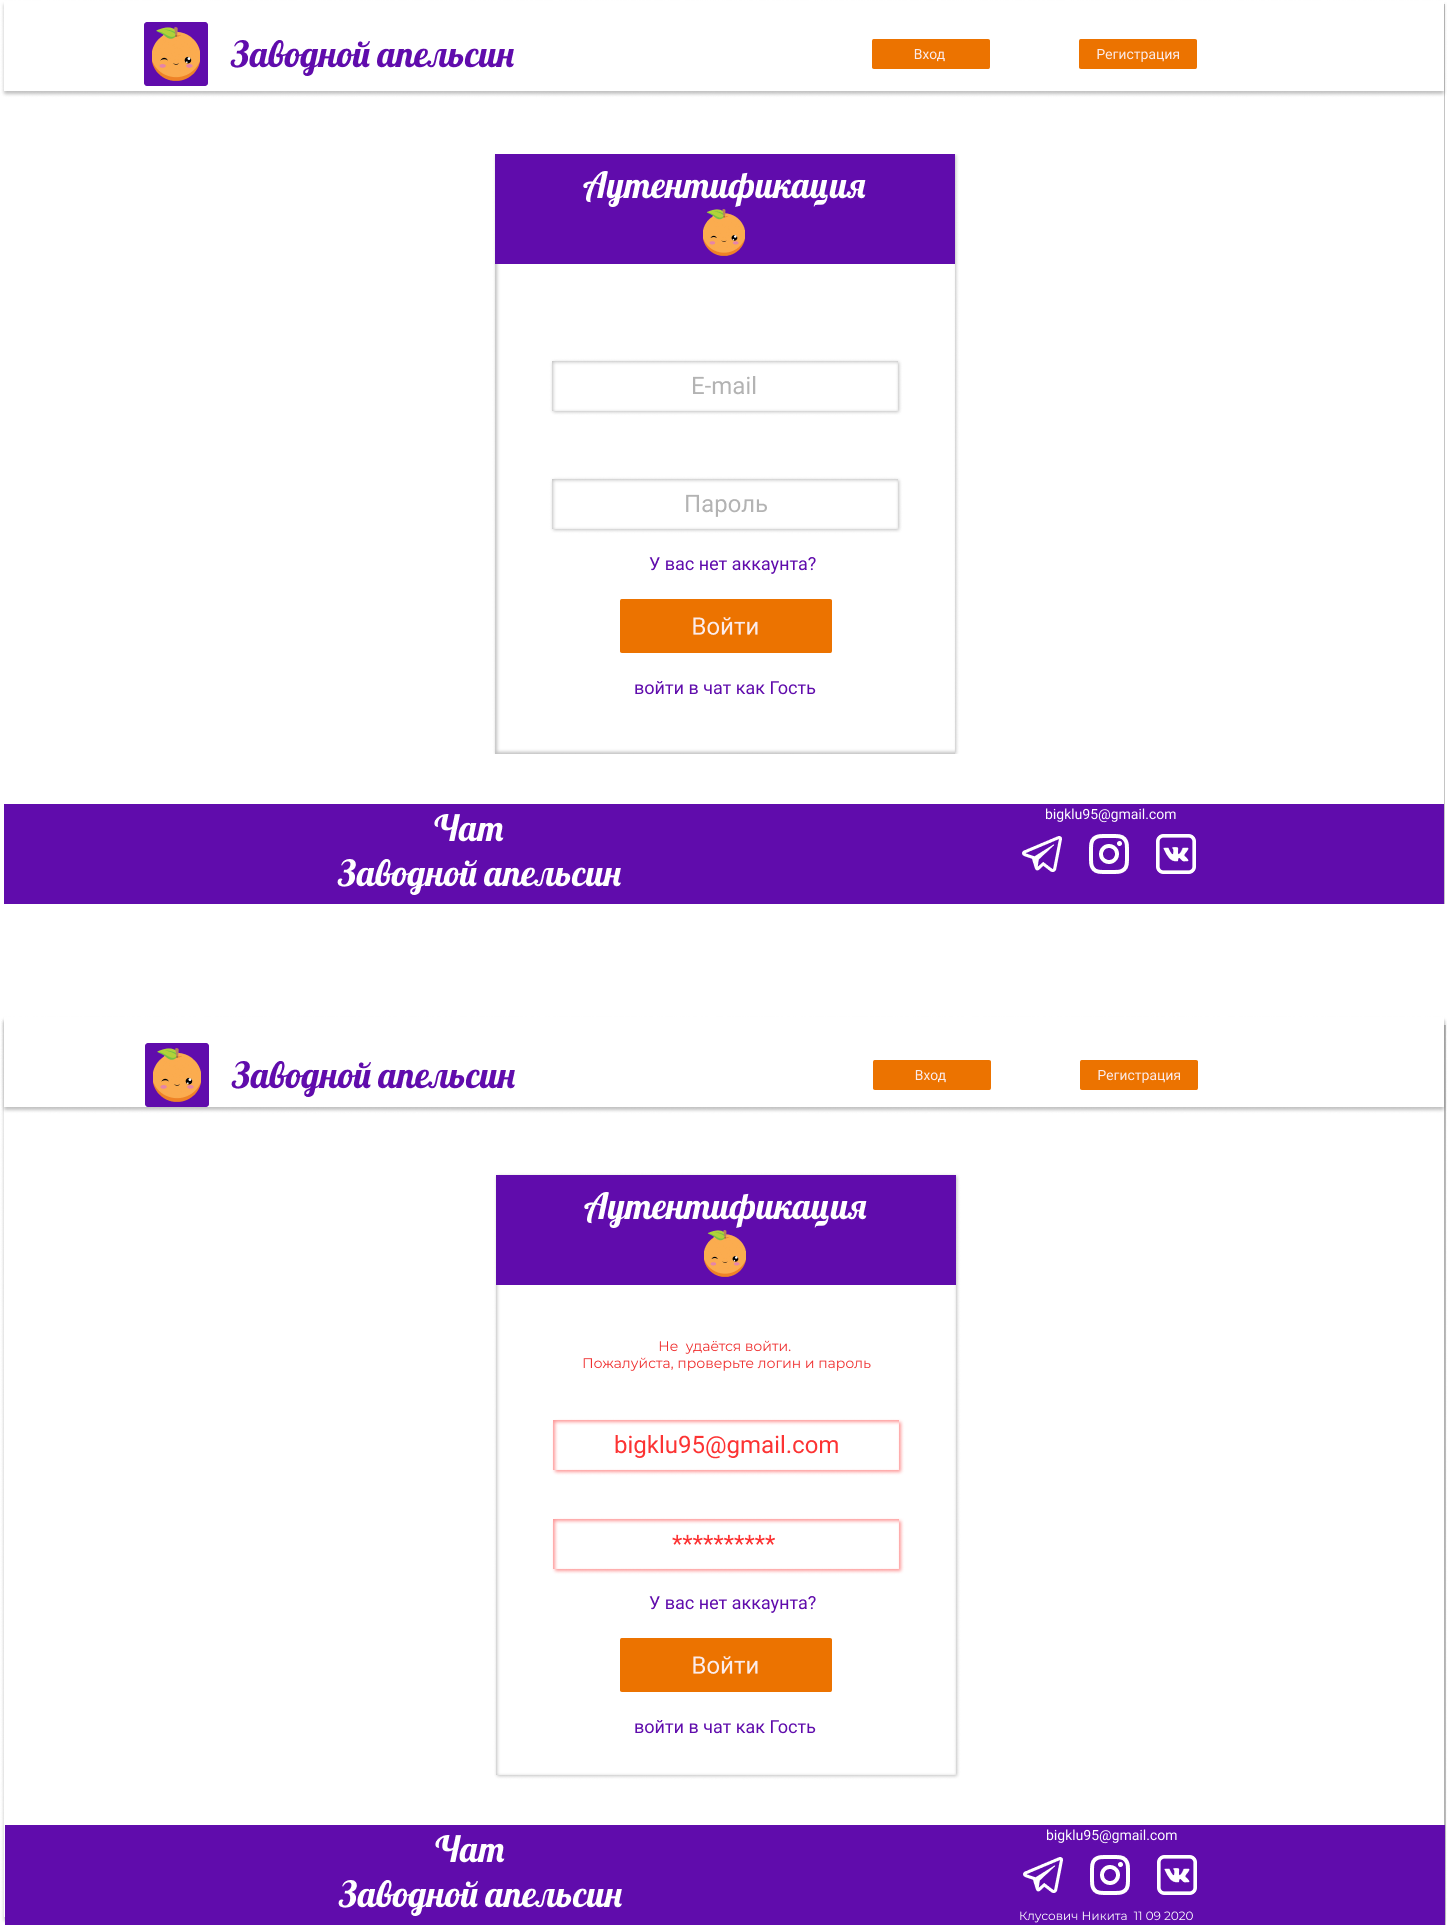 Заводной апельсин
Вход
Регистрация
Аутентификация
E-mail
Пароль
У вас нет аккаунта?
Войти
войти в чат как Гость
Чат
Заводной апельсин
bigklu95@gmail.com
Заводной апельсин
Вход
Регистрация
Аутентификация
Не удаётся войти.
Пожалуйста, проверьте логин и пароль
bigklu95@gmail.com
**********
У вас нет аккаунта?
Войти
войти в чат как Гость
Чат
Заводной апельсин
bigklu95@gmail.com
Клусович Никита 11 09 2020